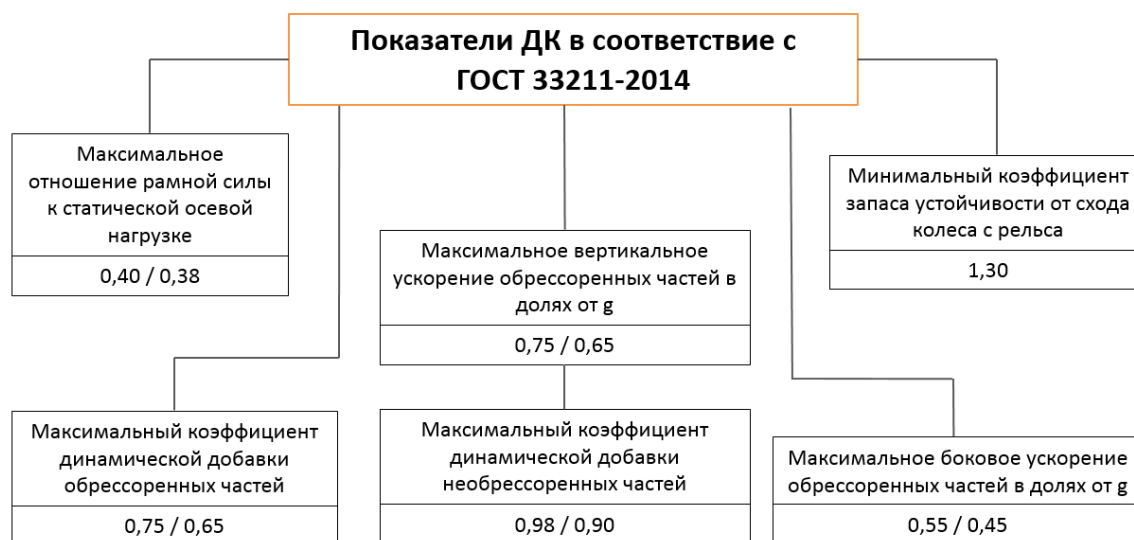 Показатели ДК в соответствие с
ГОСТ 33211-2014
Максимальное
отношение рамной силы
к статической осевой
нагрузке
0,40 / 0,38
Максимальное вертикальное
ускорение обрессоренных частей в
долях от g
0,75 / 0,65
Минимальный коэффициент
запаса устойчивости от схода
колеса с рельса
1,30
Максимальный коэффициент
динамической добавки
обрессоренных частей
0,75 / 0,65
Максимальный коэффициент
динамической добавки
необрессоренных частей
0,98 / 0,90
Максимальное боковое ускорение
обрессоренных частей в долях от g
0,55 / 0,45